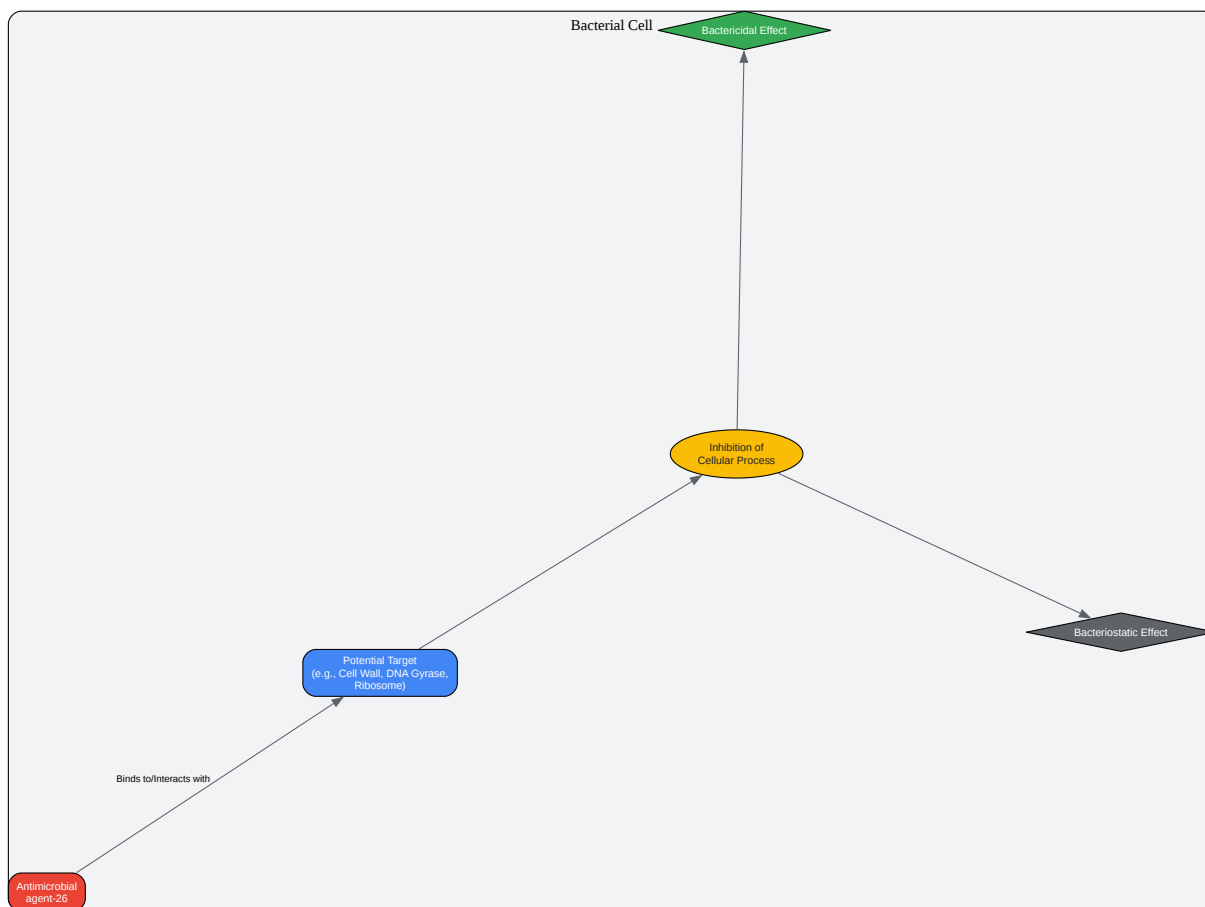 Bacterial Cell
Bactericidal Effect
Inhibition of
Cellular Process
Bacteriostatic Effect
Potential Target
(e.g., Cell Wall, DNA Gyrase,
Ribosome)
Binds to/Interacts with
Antimicrobial
agent-26